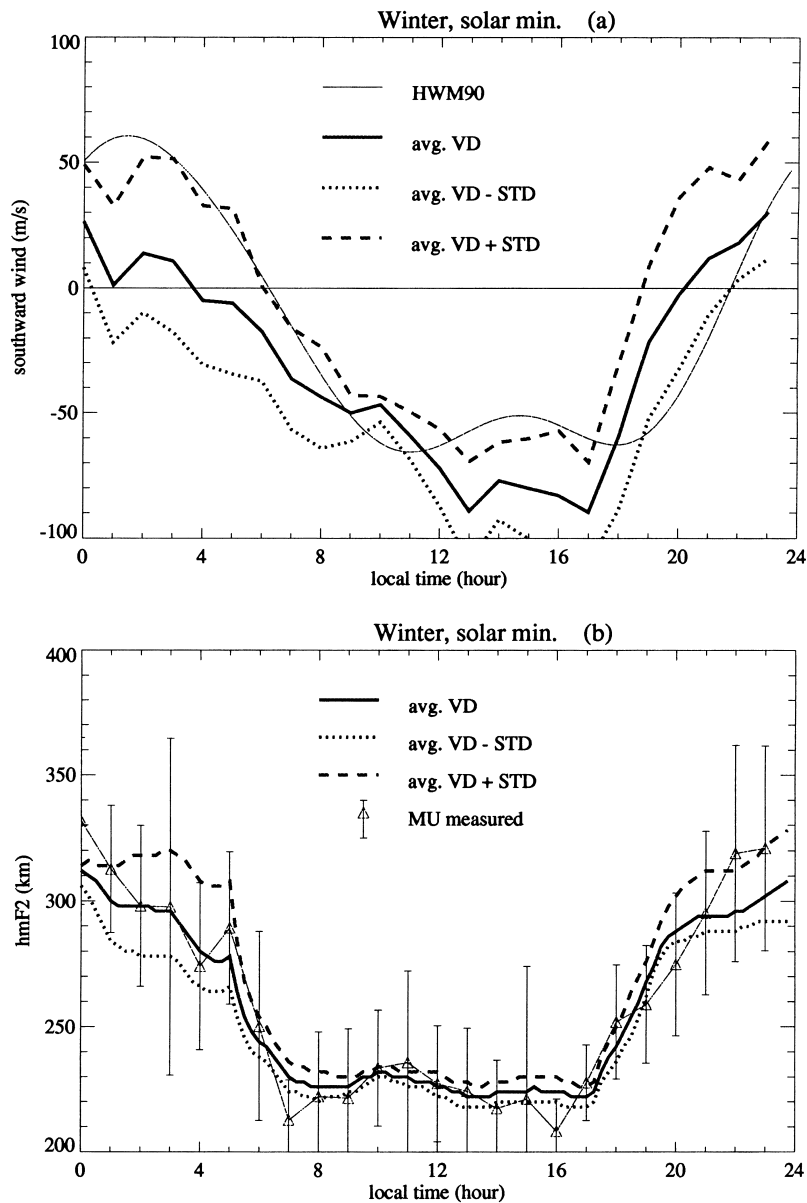 Winter, solar min. (a)
100
50
0
-50
-100
southward wind (m/s)
HWM90
avg. VD
avg. VD - STD
avg. VD + STD
0 4 8 12 16 20 24
local time (hour)
Winter, solar min. (b)
400
350
300
250
200
hmF2 (km)
avg. VD
avg. VD - STD
avg. VD + STD
MU measured
0 4 8 12 16 20 24
local time (hour)